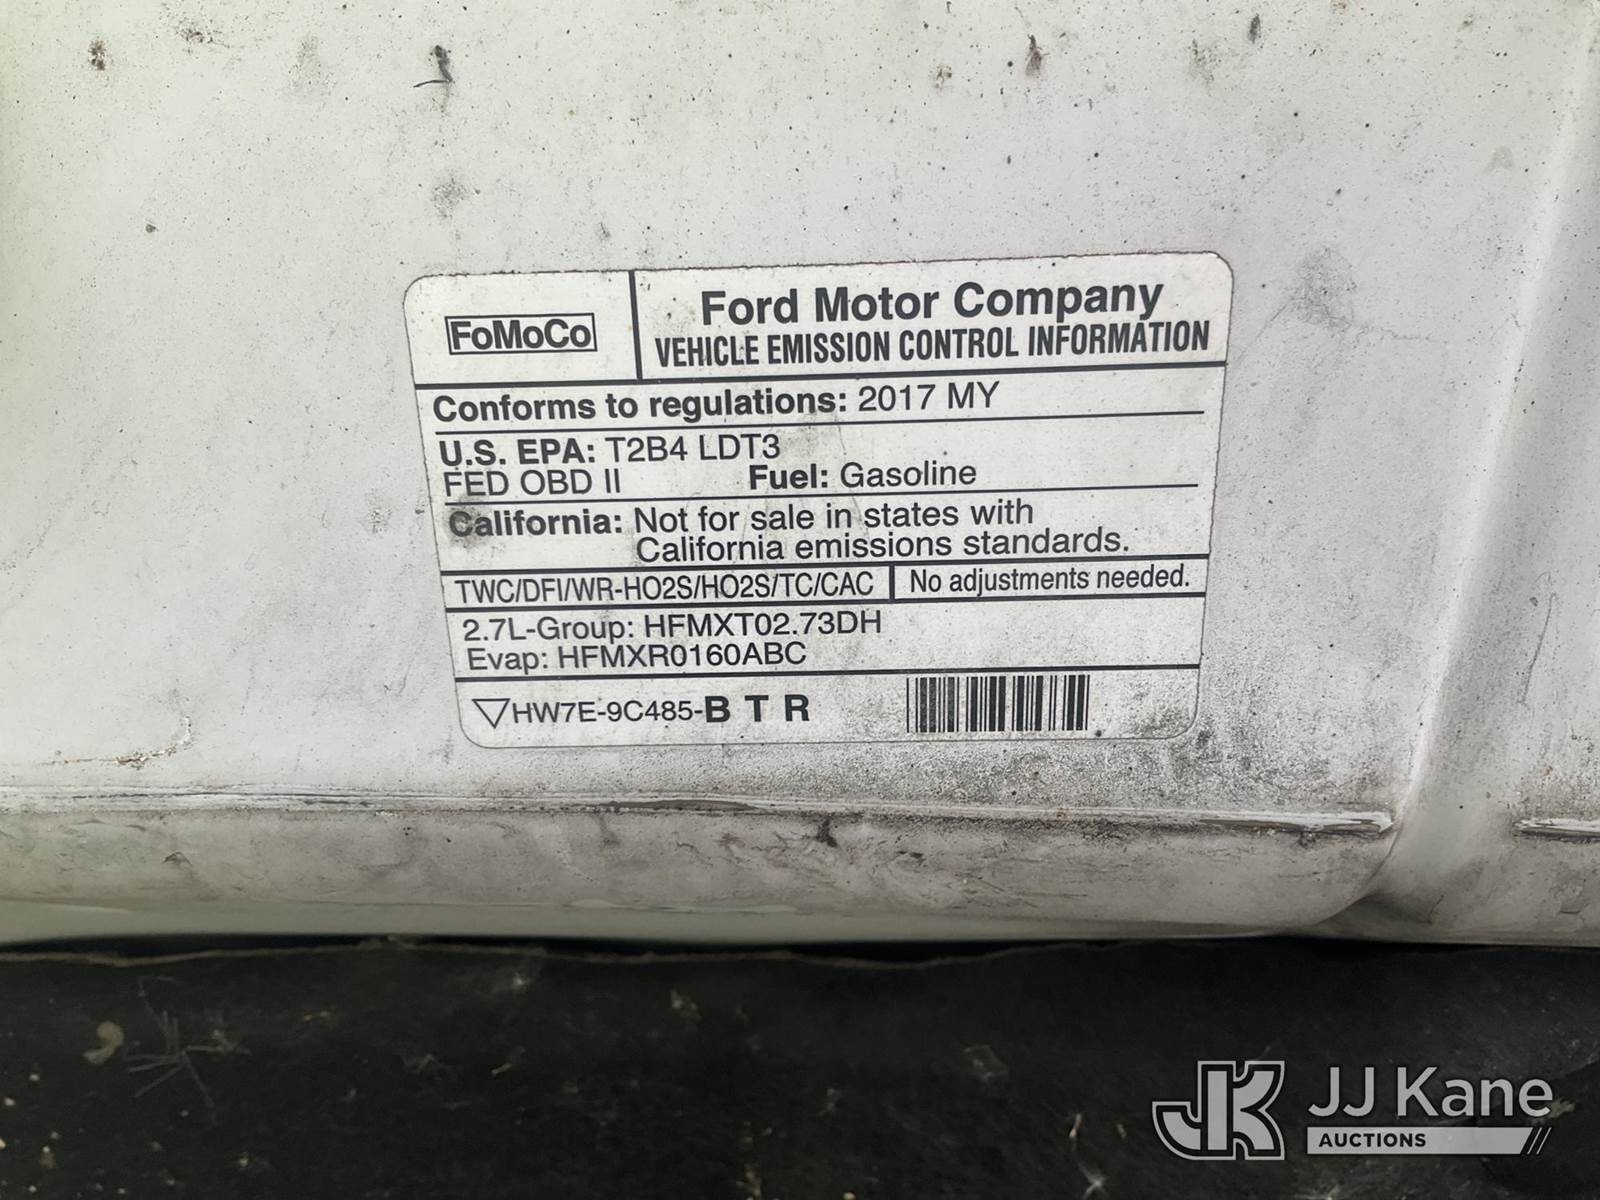 FoMoCo
Ford Motor Company
VEHICLE EMISSION CONTROL INFORMATION
Conforms to regulations: 2017 MY
U.S. EPA: T2B4 LDT3
FED OBD II Fuel: Gasoline
California: Not for sale in states with
California emissions standards.
TWC/DFI/WR-HO2S/HO2S/TC/CAC No adjustments needed.
2.7L-Group: HFMXT02.73DH
Evap: HFMXR0160ABC
HW7E-9C485-B T R
JK JJ Kane
AUCTIONS